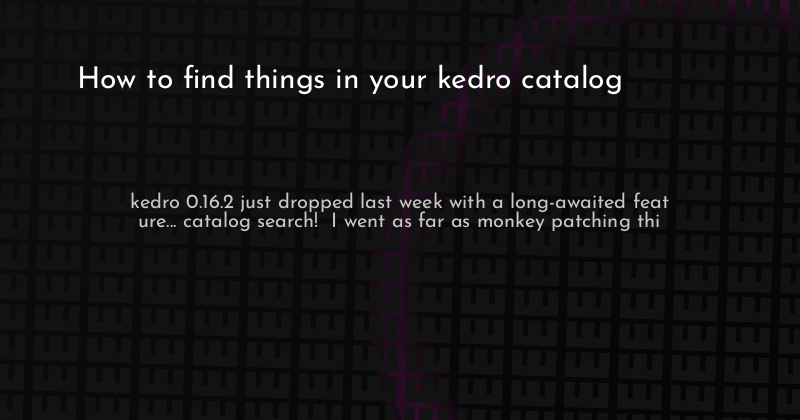 How to find things in your kedro catalog
kedro 0.16.2 just dropped last week with a long-awaited feat
ure... catalog search!  I went as far as monkey patching thi